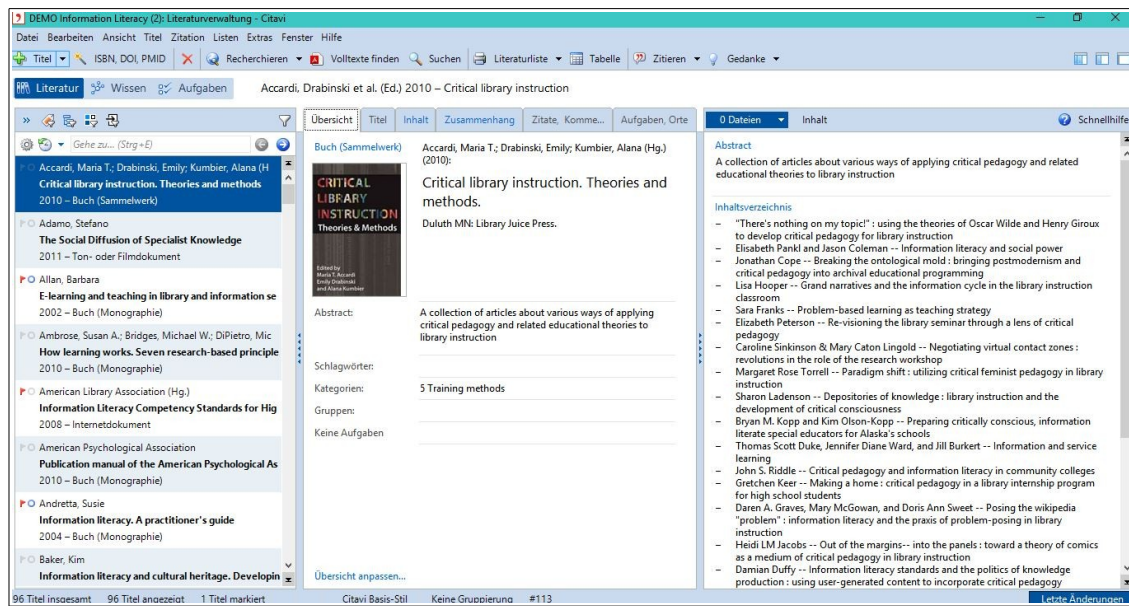 DEMO Information Literacy (2): Literaturverwaltung - Citavi
Datei Bearbeiten Ansicht Titel Zitation Listen Extras Fenster Hilfe
Titel ISBN, DOI, PMID Recherchieren Volltexte finden Suchen Literaturliste Tabelle Zitieren Gedanke
Literatur Wissen Aufgaben Accardi, Drabinski et al. (Ed.) 2010 – Critical library instruction
Gehe zu... (Strg+E)
Accardi, Maria T.; Drabinski, Emily; Kumbier, Alana (H
Critical library instruction. Theories and methods
2010 – Buch (Sammelwerk)
Adamo, Stefano
The Social Diffusion of Specialist Knowledge
2011 – Ton- oder Filmdokument
Allan, Barbara
E-learning and teaching in library and information se
2002 – Buch (Monographie)
Ambrose, Susan A.; Bridges, Michael W.; DiPietro, Mic
How learning works. Seven research-based principle
2010 – Buch (Monographie)
American Library Association (Hg.)
Information Literacy Competency Standards for Hig
2008 – Internetdokument
American Psychological Association
Publication manual of the American Psychological As
2010 – Buch (Monographie)
Andretta, Susie
Information literacy. A practitioner's guide
2004 – Buch (Monographie)
Baker, Kim
Information literacy and cultural heritage. Developin
Übersicht Titel Inhalt Zusammenhang Zitate, Komme... Aufgaben, Orte
Buch (Sammelwerk)
CRITICAL
LIBRARY
INSTRUCTION
Theories & Methods
Edited by
Maria T. Accardi
Emily Drabinski
and Alana Kumbier
Accardi, Maria T.; Drabinski, Emily; Kumbier, Alana (Hg.)
(2010):
Critical library instruction. Theories and
methods.
Duluth MN: Library Juice Press.
Abstract: A collection of articles about various ways of applying
critical pedagogy and related educational theories to
library instruction
Schlagwörter:
Kategorien: 5 Training methods
Gruppen:
Keine Aufgaben
Übersicht anpassen...
0 Dateien Inhalt Schnellhilfe
Abstract
A collection of articles about various ways of applying critical pedagogy and related
educational theories to library instruction
Inhaltsverzeichnis
– "There's nothing on my topic!" : using the theories of Oscar Wilde and Henry Giroux
to develop critical pedagogy for library instruction
– Elisabeth Pankl and Jason Coleman -- Information literacy and social power
– Jonathan Cope -- Breaking the ontological mold : bringing postmodernism and
critical pedagogy into archival educational programming
– Lisa Hooper -- Grand narratives and the information cycle in the library instruction
classroom
– Sara Franks -- Problem-based learning as teaching strategy
– Elizabeth Peterson -- Re-visioning the library seminar through a lens of critical
pedagogy
– Caroline Sinkinson & Mary Caton Lingold -- Negotiating virtual contact zones :
revolutions in the role of the research workshop
– Margaret Rose Torrell -- Paradigm shift : utilizing critical feminist pedagogy in library
instruction
– Sharon Ladenson -- Depositories of knowledge : library instruction and the
development of critical consciousness
– Bryan M. Kopp and Kim Olson-Kopp -- Preparing critically conscious, information
literate special educators for Alaska's schools
– Thomas Scott Duke, Jennifer Diane Ward, and Jill Burkert -- Information and service
learning
– John S. Riddle -- Critical pedagogy and information literacy in community colleges
– Gretchen Keer -- Making a home : critical pedagogy in a library internship program
for high school students
– Daren A. Graves, Mary McGowan, and Doris Ann Sweet -- Posing the wikipedia
"problem" : information literacy and the praxis of problem-posing in library
instruction
– Heidi LM Jacobs -- Out of the margins-- into the panels : toward a theory of comics
as a medium of critical pedagogy in library instruction
– Damian Duffy -- Information literacy standards and the politics of knowledge
production : using user-generated content to incorporate critical pedagogy
96 Titel insgesamt 96 Titel angezeigt 1 Titel markiert Citavi Basis-Stil Keine Gruppierung #113 Letzte Änderungen